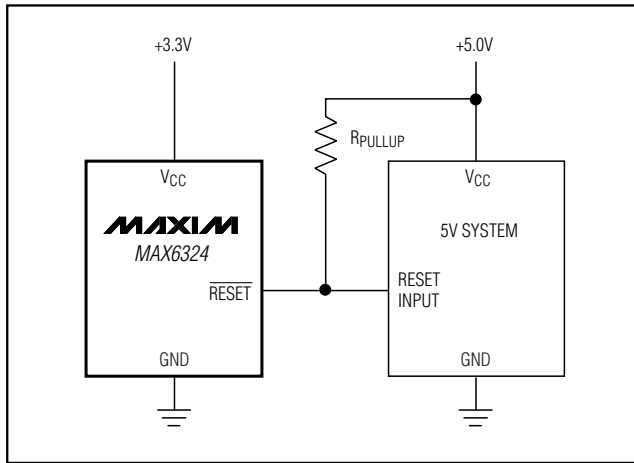 +3.3V
+5.0V
RPULLUP
VCC
MAXIM
MAX6324
RESET
GND
VCC
5V SYSTEM
RESET
INPUT
GND